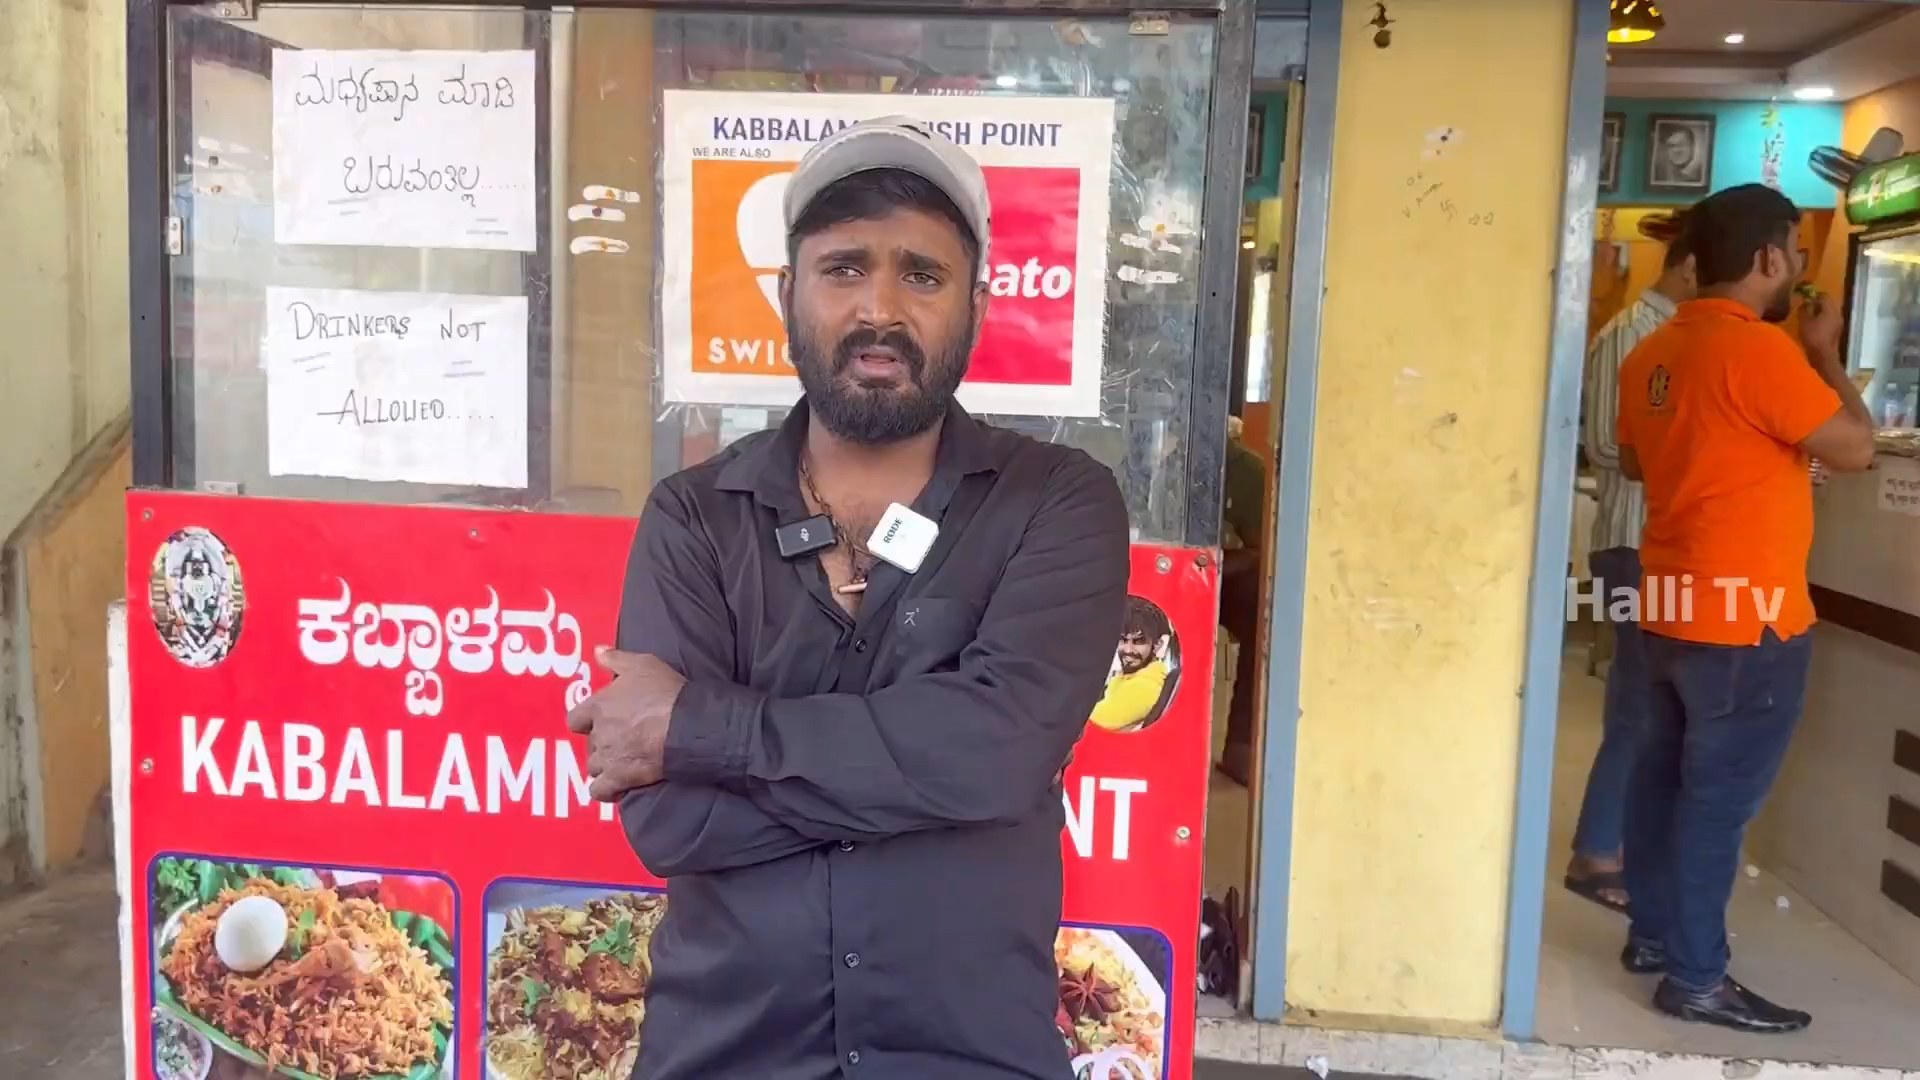 ಮಧ್ಯಪಾನ ಮಾಡಿ
ಬರುವಂತಿಲ್ಲ......
DRINKERS NOT
ALLOWED.....
KABBALAM ISH POINT
WE ARE ALSO
SWIG
ato
RODE
ಕಬ್ಬಾಳಮ್ಮ
KABALAMM
NT
Halli Tv